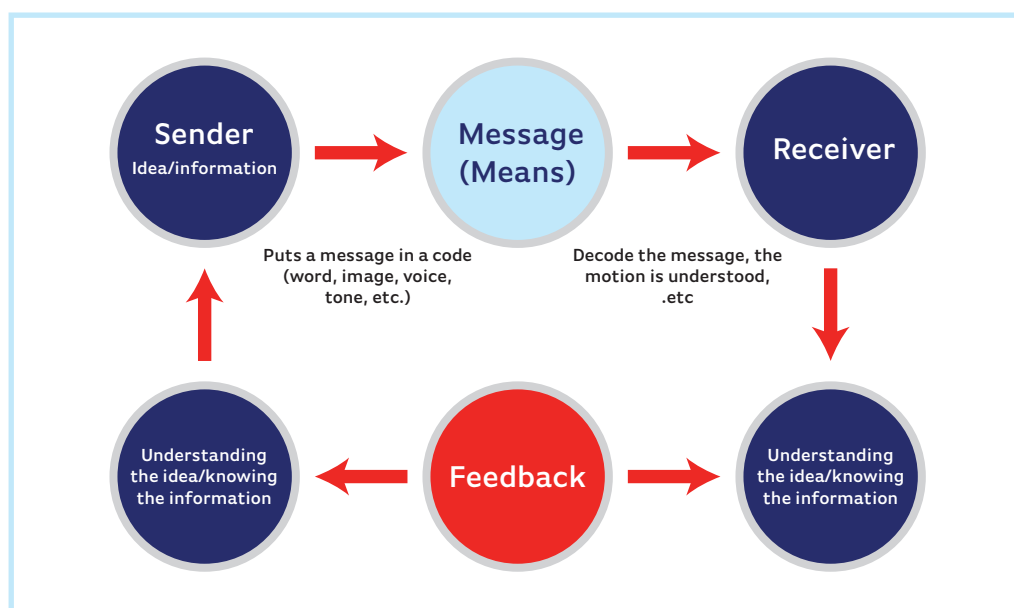 Sender
Idea/information
Message
(Means)
Receiver
Puts a message in a code
(word, image, voice,
tone, etc.)
Decode the message, the
motion is understood,
.etc
Understanding
the idea/knowing
the information
Feedback
Understanding
the idea/knowing
the information